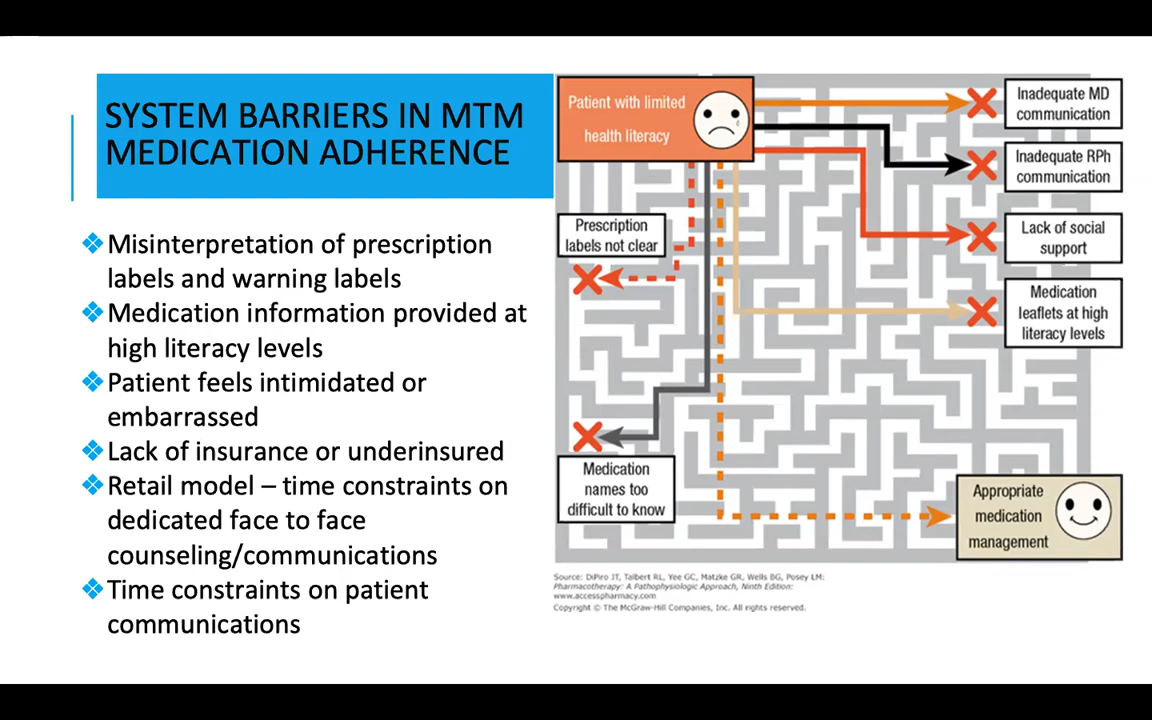 SYSTEM BARRIERS IN MTM
MEDICATION ADHERENCE
❖Misinterpretation of prescription
labels and warning labels
❖Medication information provided at
high literacy levels
❖Patient feels intimidated or
embarrassed
❖Lack of insurance or underinsured
❖Retail model – time constraints on
dedicated face to face
counseling/communications
❖Time constraints on patient
communications
Patient with limited
health literacy
Inadequate MD
communication
Inadequate RPh
communication
Prescription
labels not clear
Lack of social
support
Medication
leaflets at high
literacy levels
Medication
names too
difficult to know
Appropriate
medication
management
Source: DiPiro JT, Talbert RL, Yee GC, Matzke GR, Wells BG, Posey LM:
Pharmacotherapy: A Pathophysiologic Approach, Ninth Edition:
www.accesspharmacy.com
Copyright © The McGraw-Hill Companies, Inc. All rights reserved.